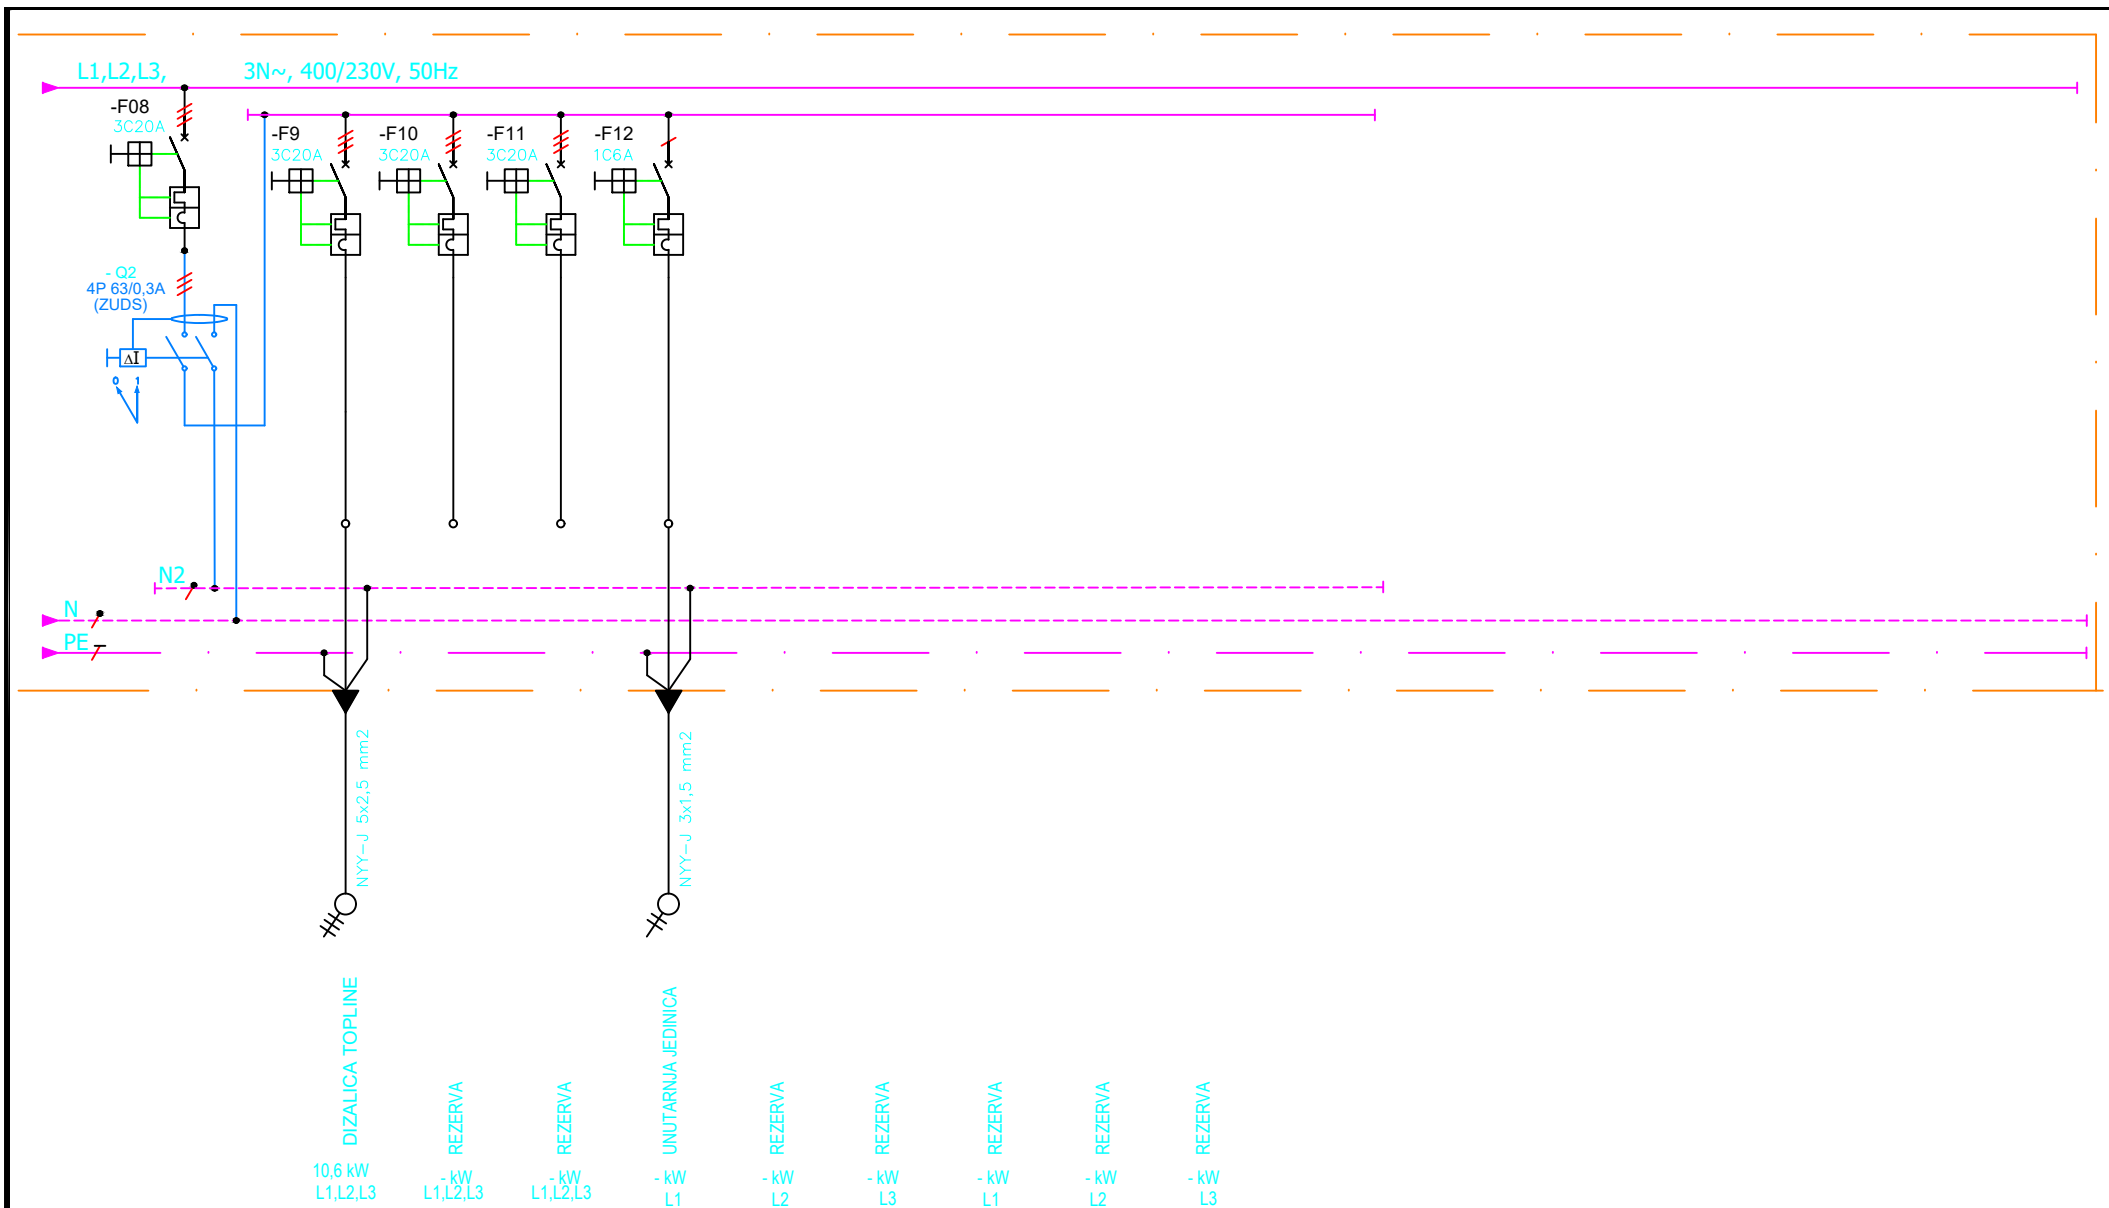 L1,L2,L3,
3N~, 400/230V, 50Hz
-F08
3C20A
-F9
3C20A
-F10
3C20A
-F11
3C20A
-F12
1C6A
- Q2
4P 63/0,3A
(ZUDS)
ΔI
0 1
N2
N
PE
NYY-J 5x2,5 mm2
NYY-J 3x1,5 mm2
DIZALICA TOPLINE
10,6 kW
L1,L2,L3
REZERVA
- kW
L1,L2,L3
REZERVA
- kW
L1,L2,L3
UNUTARNJA JEDINICA
- kW
L1
REZERVA
- kW
L2
REZERVA
- kW
L3
REZERVA
- kW
L1
REZERVA
- kW
L2
REZERVA
- kW
L3